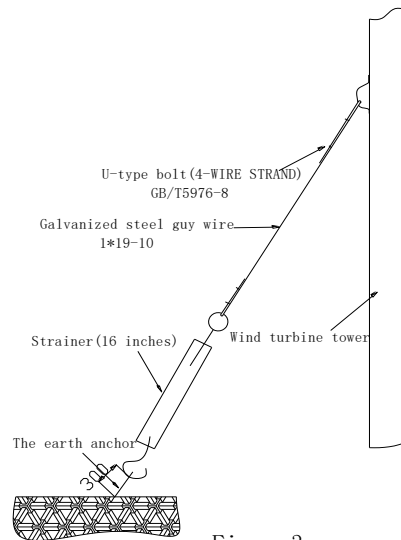 U-type bolt(4-WIRE STRAND)
GB/T5976-8
Galvanized steel guy wire
1*19-10
Strainer(16 inches)
Wind turbine tower
The earth anchor
300